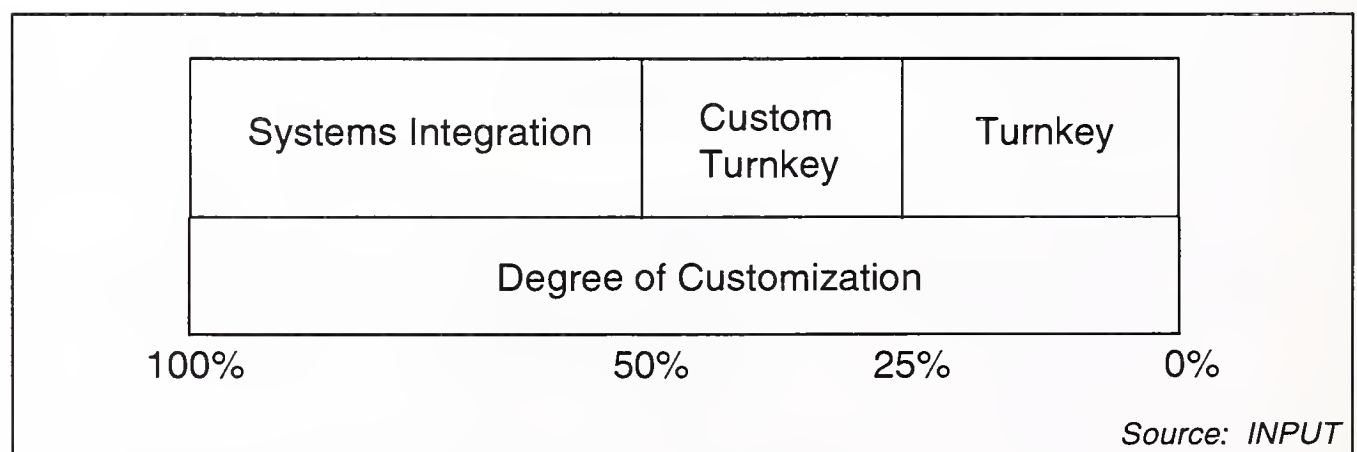 Systems Integration
Custom
Turnkey
Turnkey
Degree of Customization
100% 50% 25% 0%
Source: INPUT